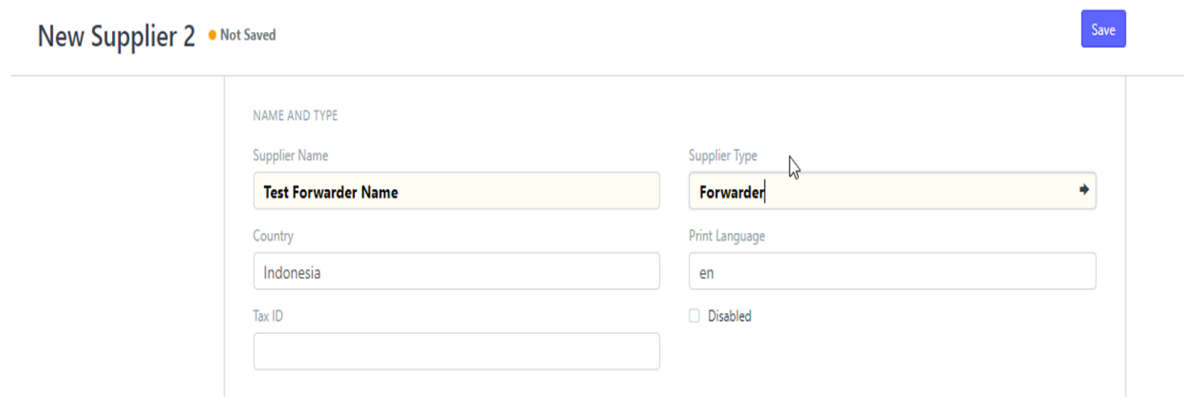 New Supplier 2 Not Saved Save
NAME AND TYPE
Supplier Name Supplier Type
Test Forwarder Name Forwarder
Country Print Language
Indonesia en
Tax ID Disabled